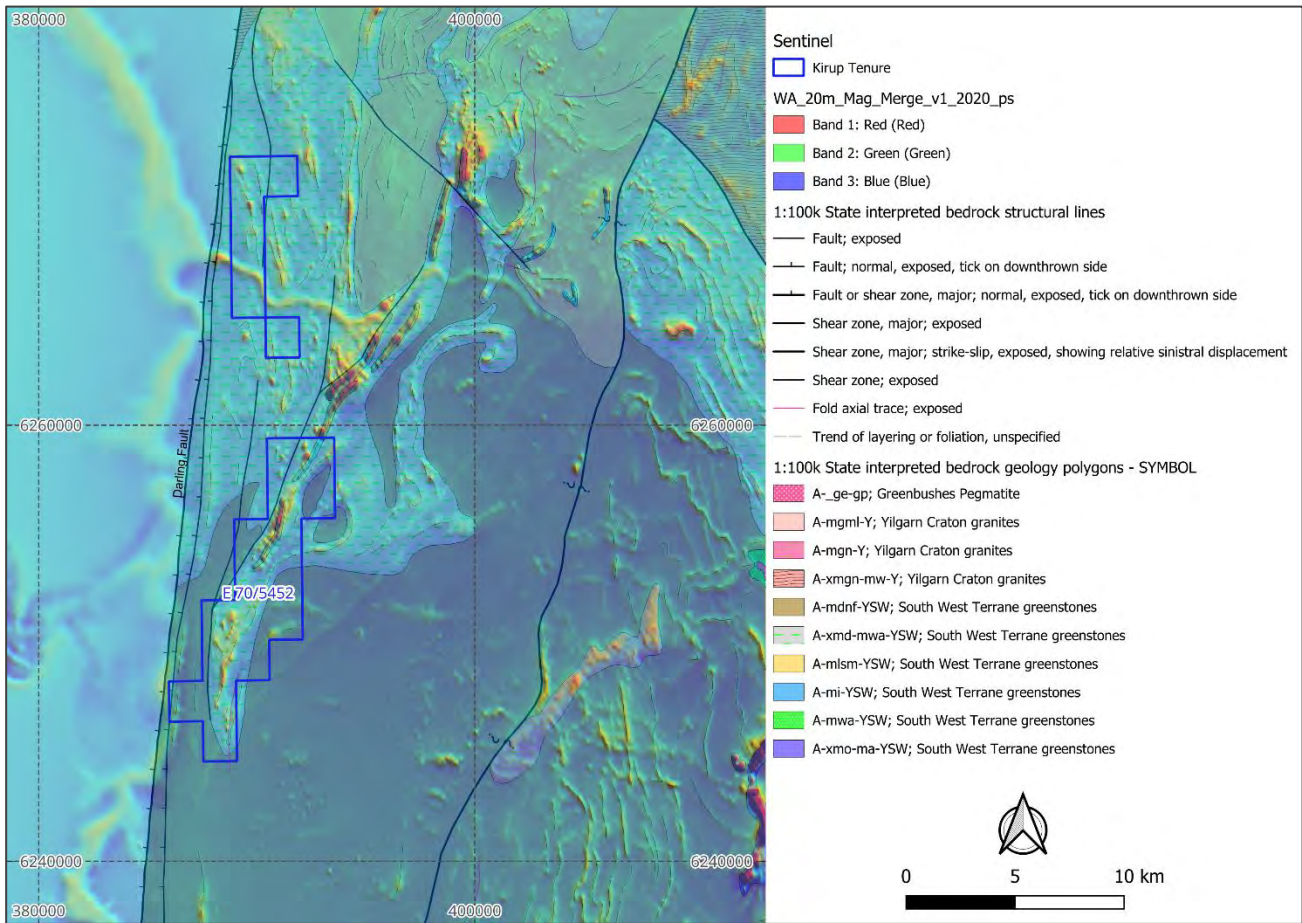 380000
400000
6260000
6260000
Darling Fault
E 70/5452
6240000
6240000
380000
400000
Sentinel
Kirup Tenure
WA_20m_Mag_Merge_v1_2020_ps
Band 1: Red (Red)
Band 2: Green (Green)
Band 3: Blue (Blue)
1:100k State interpreted bedrock structural lines
Fault; exposed
Fault; normal, exposed, tick on downthrown side
Fault or shear zone, major; normal, exposed, tick on downthrown side
Shear zone, major; exposed
Shear zone, major; strike-slip, exposed, showing relative sinistral displacement
Shear zone; exposed
Fold axial trace; exposed
Trend of layering or foliation, unspecified
1:100k State interpreted bedrock geology polygons - SYMBOL
A-_ge-gp; Greenbushes Pegmatite
A-mgml-Y; Yilgarn Craton granites
A-mgn-Y; Yilgarn Craton granites
A-xmgn-mw-Y; Yilgarn Craton granites
A-mdnf-YSW; South West Terrane greenstones
A-xmd-mwa-YSW; South West Terrane greenstones
A-mlsm-YSW; South West Terrane greenstones
A-mi-YSW; South West Terrane greenstones
A-mwa-YSW; South West Terrane greenstones
A-xmo-ma-YSW; South West Terrane greenstones
0 5 10 km